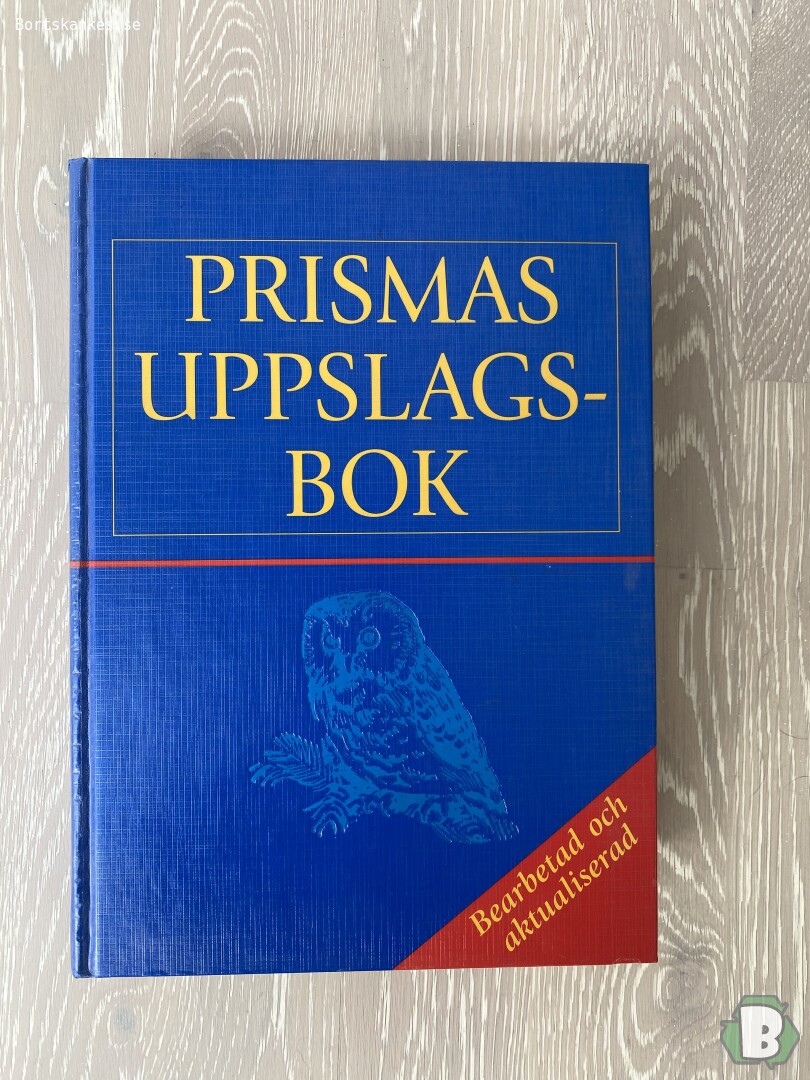 Bortskankes.se
PRISMAS
UPPSLAGS-
BOK
Bearbetad och
aktualiserad
B